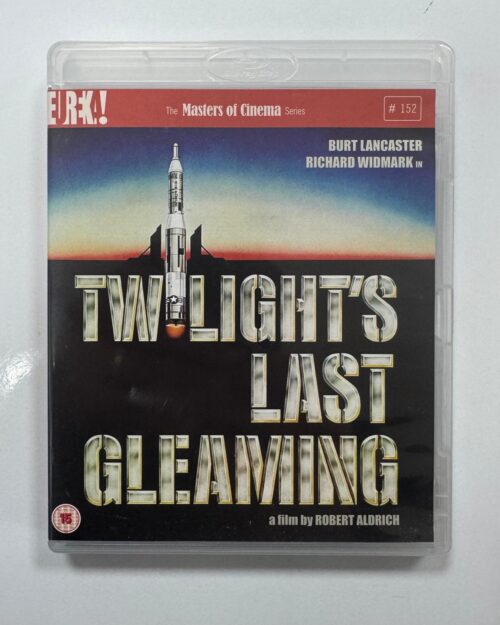 EUREKA!
The Masters of Cinema Series
# 152
BURT LANCASTER
RICHARD WIDMARK IN
TWILIGHT'S
LAST
GLEAMING
a film by ROBERT ALDRICH
15